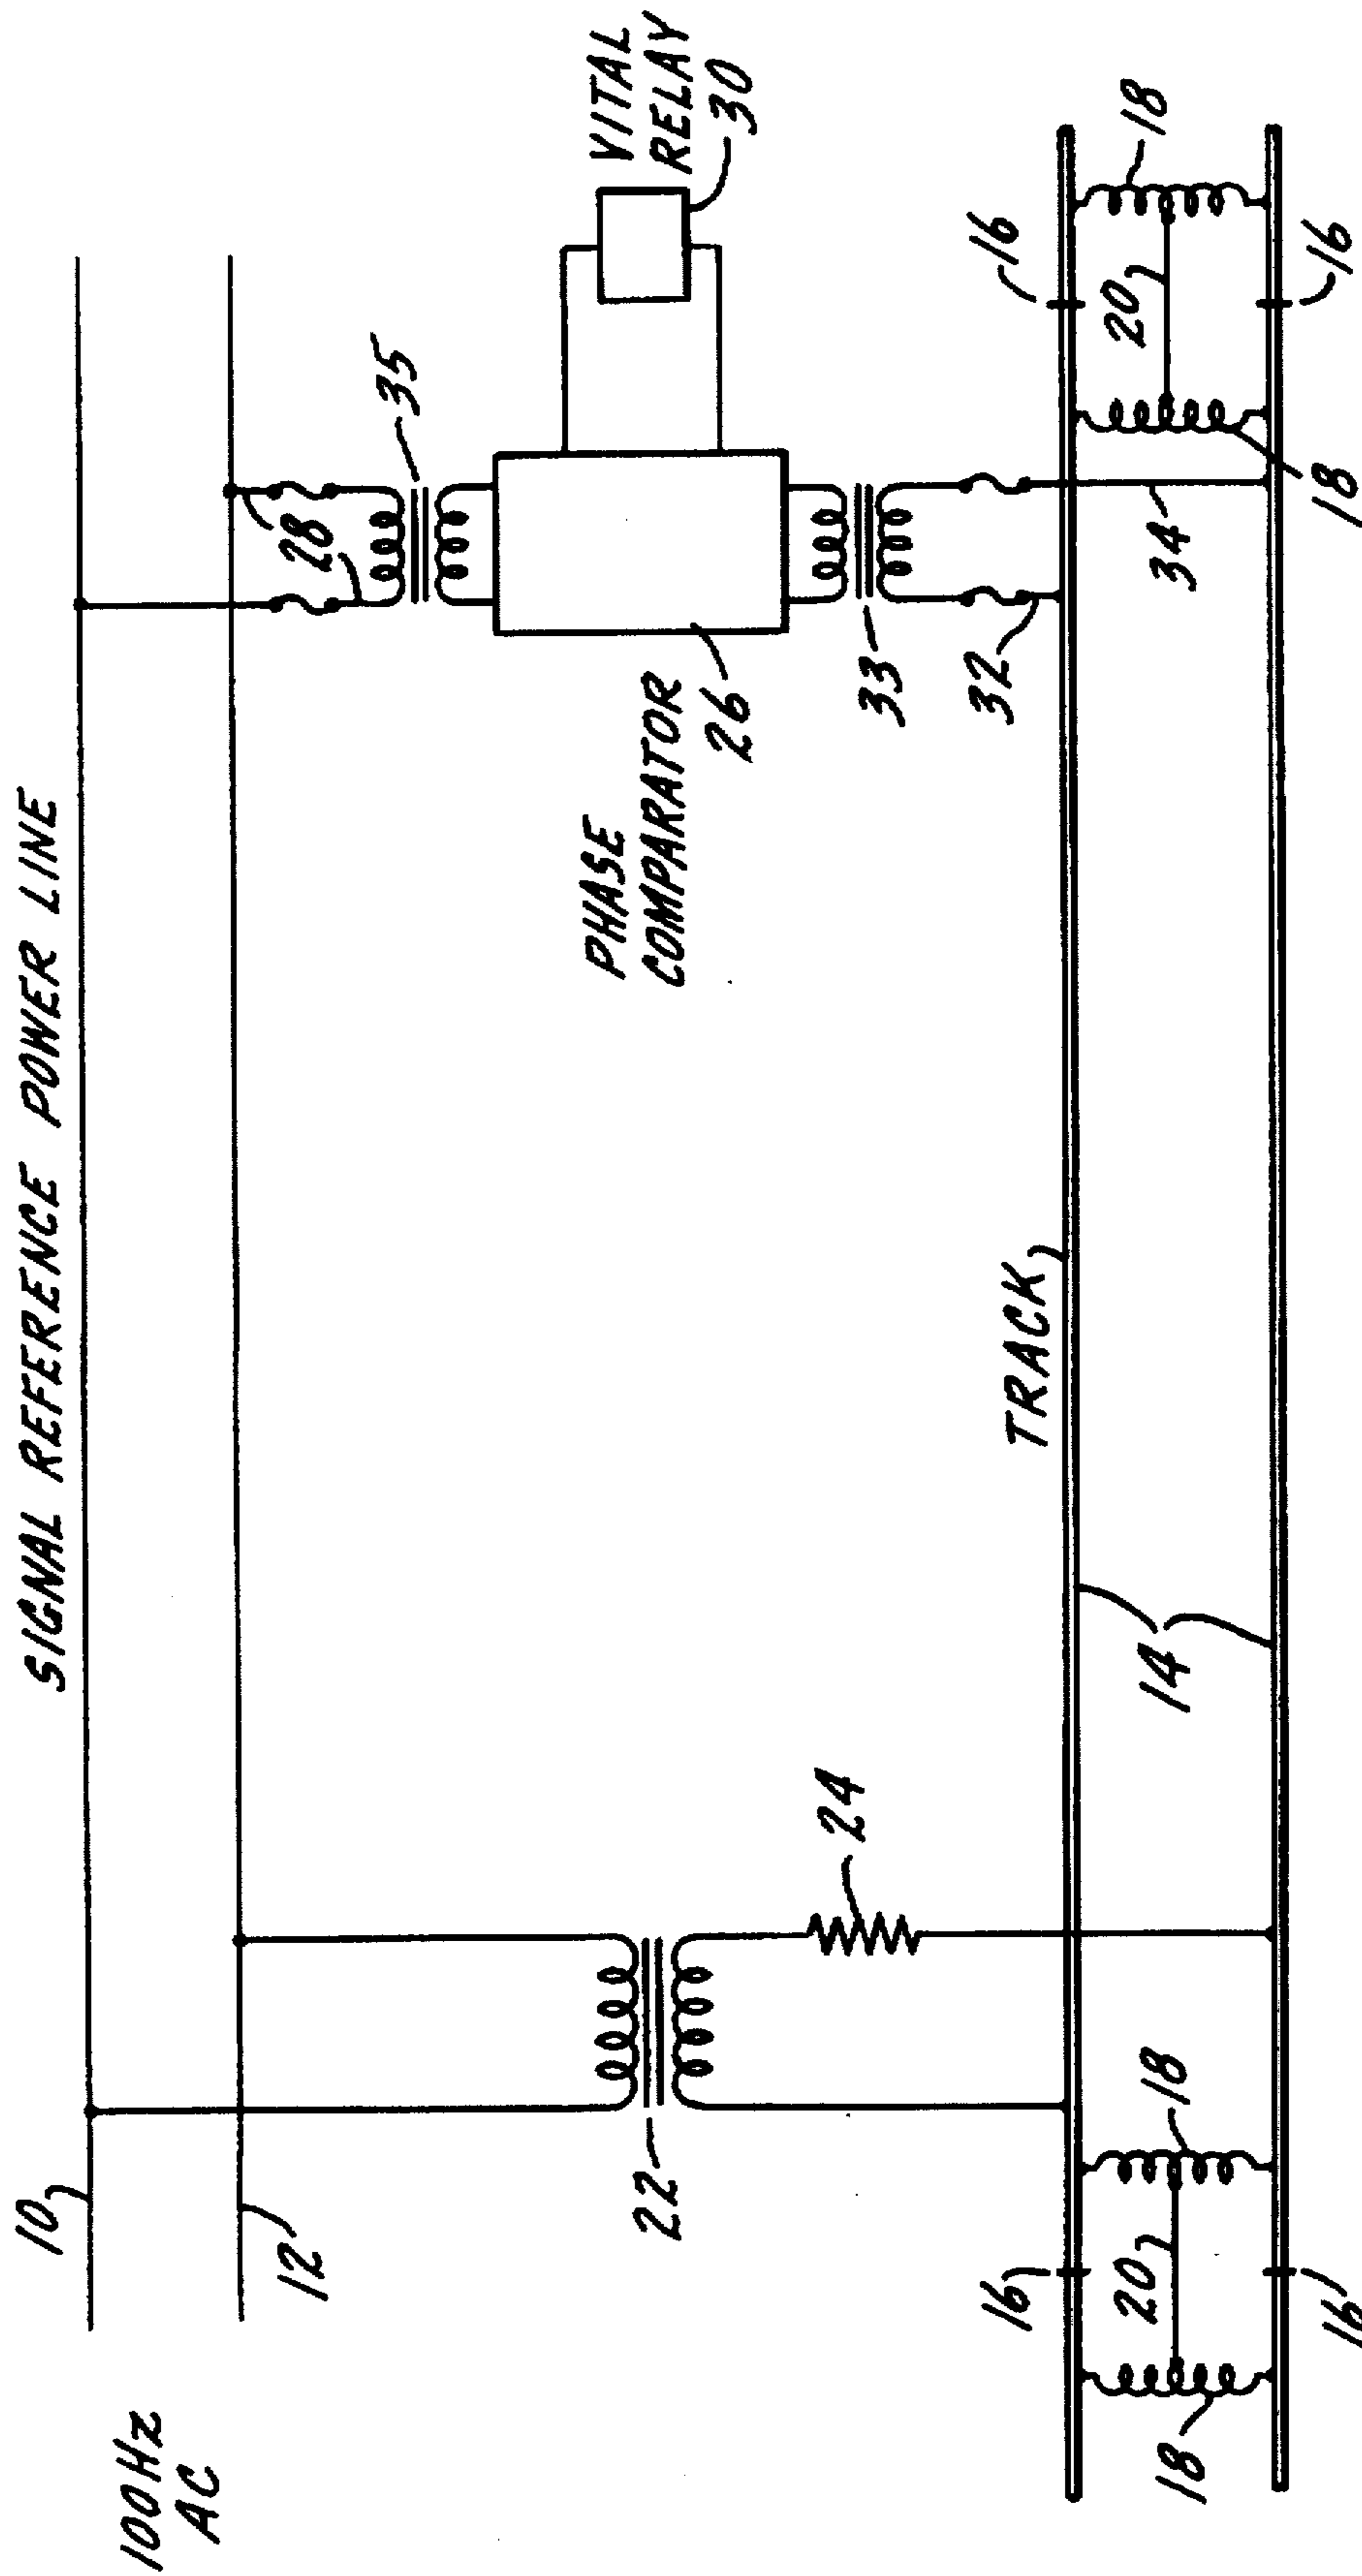 SIGNAL REFERENCE POWER LINE
100Hz
AC
10
12
22
24
28
35
PHASE
COMPARATOR
26
VITAL
RELAY
30
33
32
34
TRACK
14
16
16
16
16
18
18
18
18
20
20